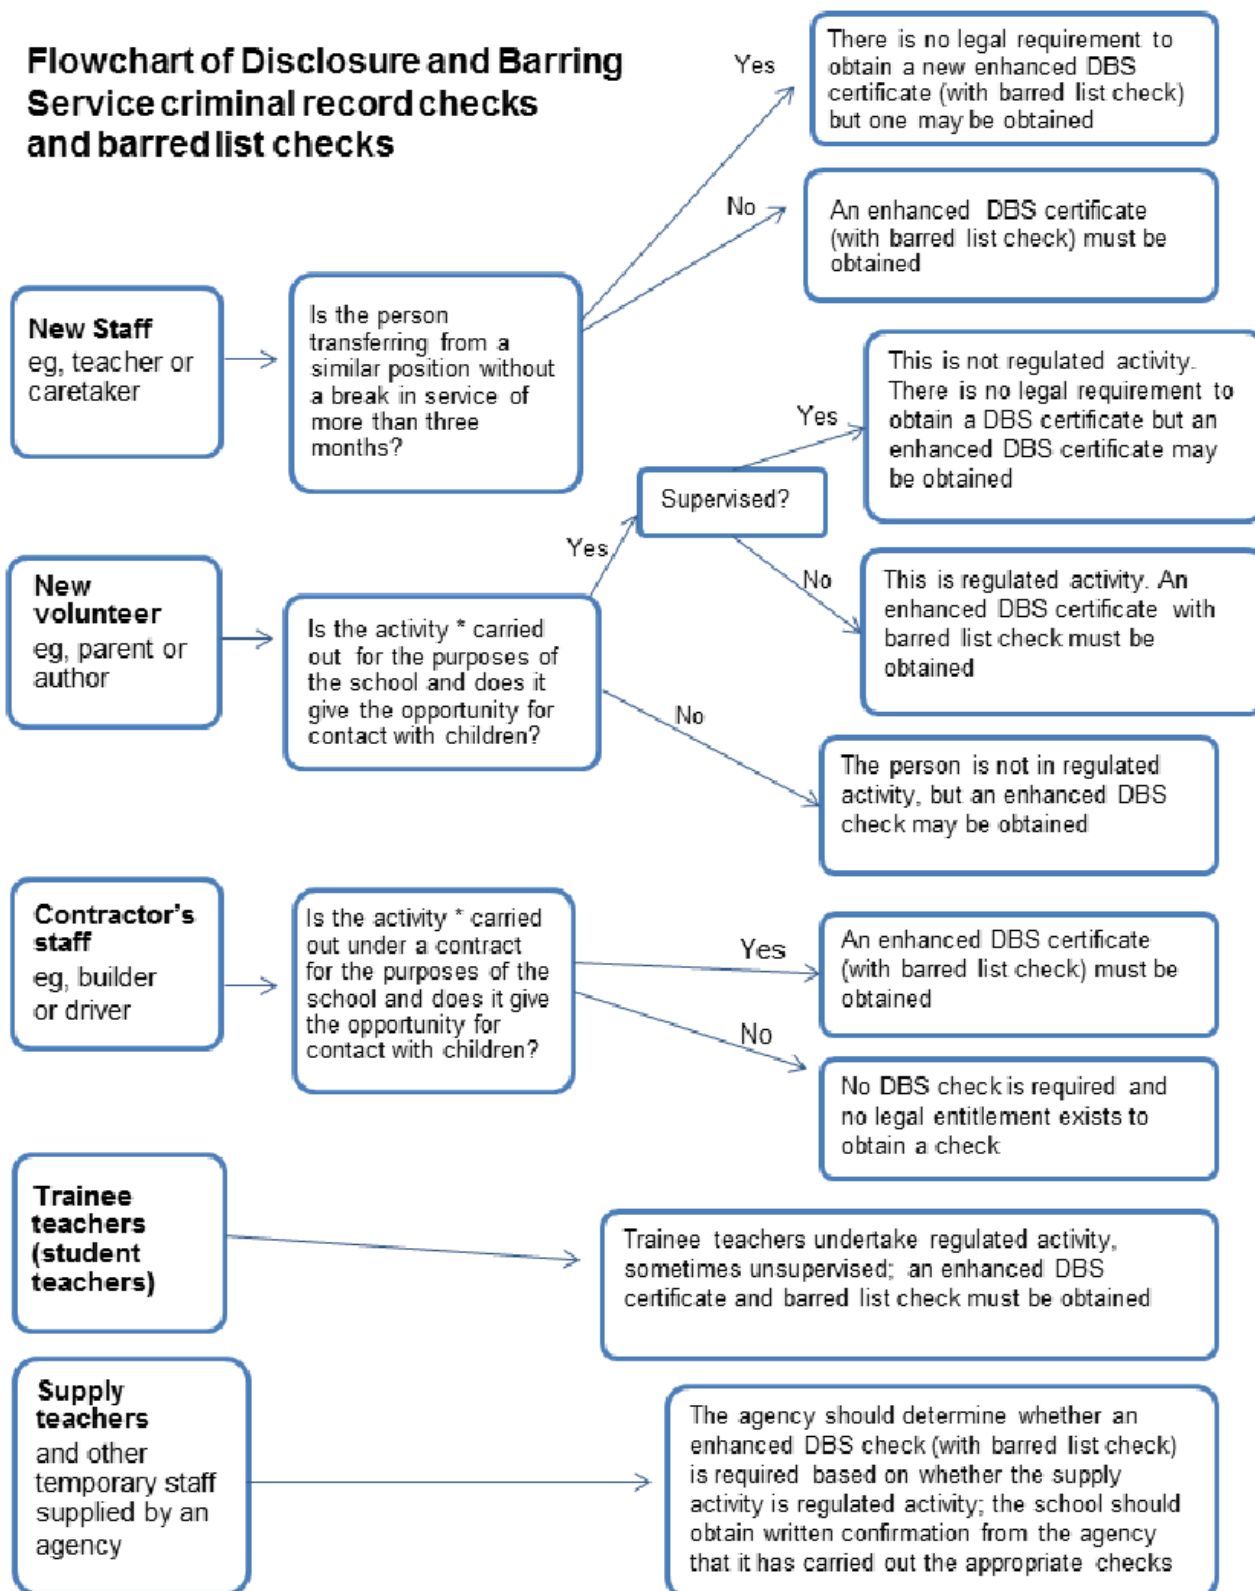 Flowchart of Disclosure and Barring
Service criminal record checks
and barred list checks
New Staff
eg, teacher or
caretaker
Is the person
transferring from a
similar position without
a break in service of
more than three
months?
Yes
There is no legal requirement to
obtain a new enhanced DBS
certificate (with barred list check)
but one may be obtained
No
An enhanced DBS certificate
(with barred list check) must be
obtained
New
volunteer
eg, parent or
author
Is the activity * carried
out for the purposes of
the school and does it
give the opportunity for
contact with children?
Yes
Supervised?
Yes
This is not regulated activity.
There is no legal requirement to
obtain a DBS certificate but an
enhanced DBS certificate may
be obtained
No
This is regulated activity. An
enhanced DBS certificate with
barred list check must be
obtained
No
The person is not in regulated
activity, but an enhanced DBS
check may be obtained
Contractor's
staff
eg, builder
or driver
Is the activity * carried
out under a contract
for the purposes of the
school and does it give
the opportunity for
contact with children?
Yes
An enhanced DBS certificate
(with barred list check) must be
obtained
No
No DBS check is required and
no legal entitlement exists to
obtain a check
Trainee
teachers
(student
teachers)
Trainee teachers undertake regulated activity,
sometimes unsupervised; an enhanced DBS
certificate and barred list check must be obtained
Supply
teachers
and other
temporary staff
supplied by an
agency
The agency should determine whether an
enhanced DBS check (with barred list check)
is required based on whether the supply
activity is regulated activity; the school should
obtain written confirmation from the agency
that it has carried out the appropriate checks